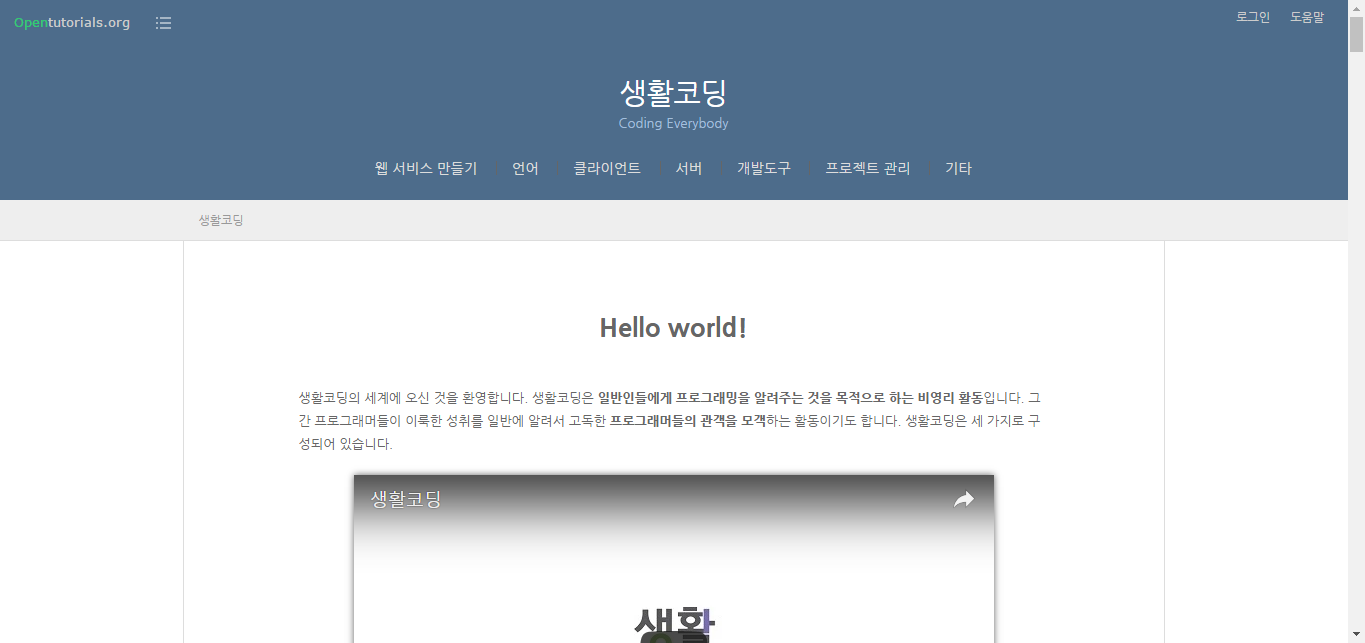 Opentutorials.org
로그인 도움말
생활코딩
Coding Everybody
웹 서비스 만들기 언어 클라이언트 서버 개발도구 프로젝트 관리 기타
생활코딩
Hello world!
생활코딩의 세계에 오신 것을 환영합니다. 생활코딩은 일반인들에게 프로그래밍을 알려주는 것을 목적으로 하는 비영리 활동입니다. 그
간 프로그래머들이 이룩한 성취를 일반에 알려서 고독한 프로그래머들의 관객을 모객하는 활동이기도 합니다. 생활코딩은 세 가지로 구
성되어 있습니다.
생활코딩
생활